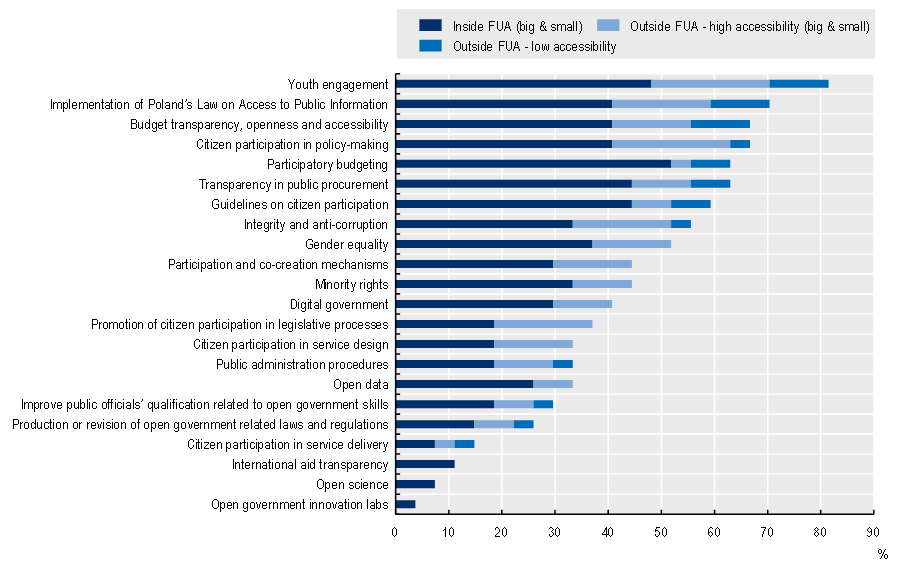 Inside FUA (big & small)
Outside FUA - high accessibility (big & small)
Outside FUA - low accessibility
Youth engagement
Implementation of Poland's Law on Access to Public Information
Budget transparency, openness and accessibility
Citizen participation in policy-making
Participatory budgeting
Transparency in public procurement
Guidelines on citizen participation
Integrity and anti-corruption
Gender equality
Participation and co-creation mechanisms
Minority rights
Digital government
Promotion of citizen participation in legislative processes
Citizen participation in service design
Public administration procedures
Open data
Improve public officials' qualification related to open government skills
Production or revision of open government related laws and regulations
Citizen participation in service delivery
International aid transparency
Open science
Open government innovation labs
0 10 20 30 40 50 60 70 80 90
%